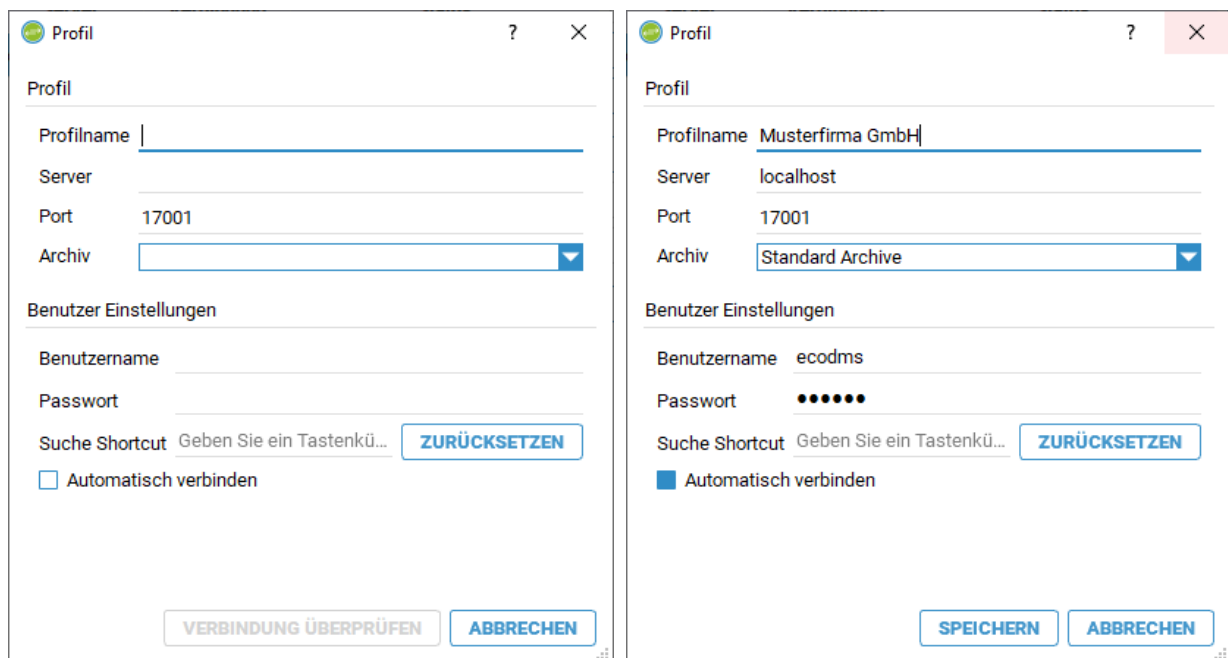 Profil
?
Profil
Profilname
Server
Port 17001
Archiv
Benutzer Einstellungen
Benutzername
Passwort
Suche Shortcut Geben Sie ein Tastenkü... ZURÜCKSETZEN
Automatisch verbinden
VERBINDUNG ÜBERPRÜFEN ABBRECHEN
Profil
?
Profil
Profilname Musterfirma GmbH
Server localhost
Port 17001
Archiv Standard Archive
Benutzer Einstellungen
Benutzername ecodms
Passwort ●●●●●●
Suche Shortcut Geben Sie ein Tastenkü... ZURÜCKSETZEN
Automatisch verbinden
SPEICHERN ABBRECHEN